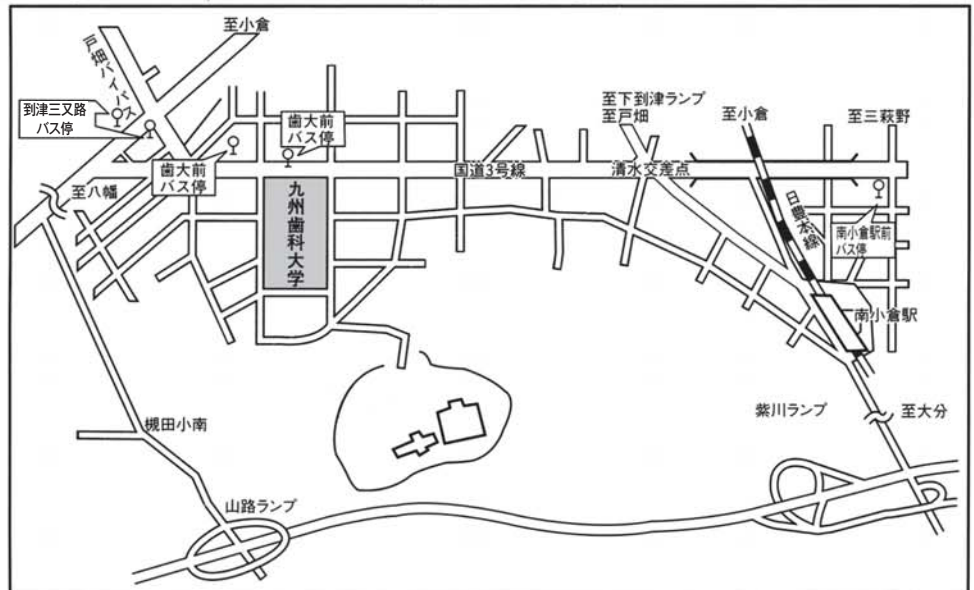 至小倉
戸畑バイパス
到津三又路
バス停
歯大前
バス停
歯大前
バス停
至下到津ランプ
至戸畑
至小倉
至三萩野
国道3号線
清水交差点
至八幡
九州歯科大学
日豊本線
南小倉駅前
バス停
南小倉駅
槻田小南
紫川ランプ
至大分
山路ランプ